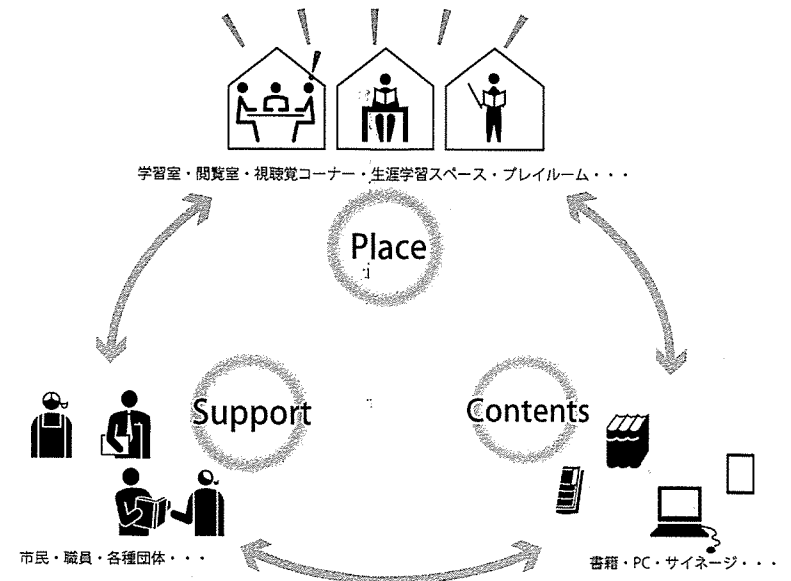 学習室・閲覧室・視聴覚コーナー・生涯学習スペース・プレイルーム・・・
Place
Support
Contents
市民・職員・各種団体・・・
書籍・PC・サイネージ・・・